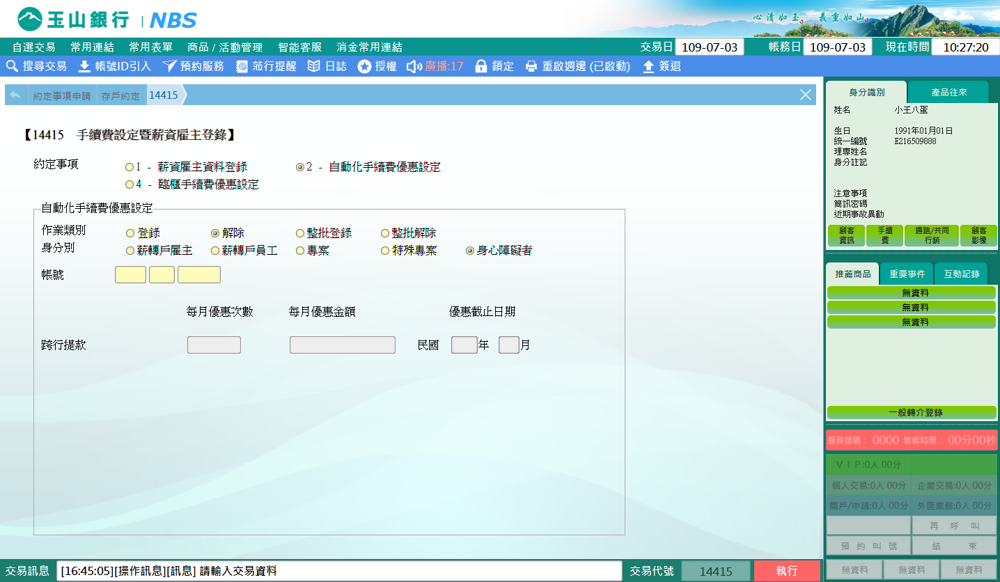 玉山銀行 NBS
心清如玉。義重如山。
自選交易 常用連結 常用表單 商品 / 活動管理 智能客服 消金常用連結 交易日 109-07-03 帳務日 109-07-03 現在時間 10:27:20
搜尋交易 帳號ID引入 預約服務 蒞行提醒 日誌 授權 廣播:17 鎖定 重啟週邊 (已啟動) 簽退
約定事項申請 存戶約定 14415
【14415 手續費設定暨薪資雇主登錄】
約定事項
1 - 薪資雇主資料登錄 2 - 自動化手續費優惠設定
4 - 臨櫃手續費優惠設定
自動化手續費優惠設定
作業類別 登錄 解除 整批登錄 整批解除
身分別 薪轉戶雇主 薪轉戶員工 專案 特殊專案 身心障礙者
帳號
每月優惠次數 每月優惠金額 優惠截止日期
跨行提款 民國 年 月
交易訊息 [16:45:05][操作訊息][訊息] 請輸入交易資料 交易代號 14415 執行
身分識別 產品往來
姓名 小王八蛋
生日 1991年01月01日
統一編號 E216509888
理專姓名
身分註記
注意事項
簡訊密碼
近期事故異動
顧客資訊 手續費 通路/共同行銷 顧客影像
推薦商品 重要事件 互動記錄
無資料
無資料
無資料
一般轉介登錄
服務號碼： 0000 等候時間： 00分00秒
ＶＩＰ:0人 00分
個人交易:0人 00分 企業交易:0人 00分
開戶/申請:0人 00分 外匯業務:0人 00分
再 呼 叫
預 約 叫 號 結 束
無資料 無資料 無資料